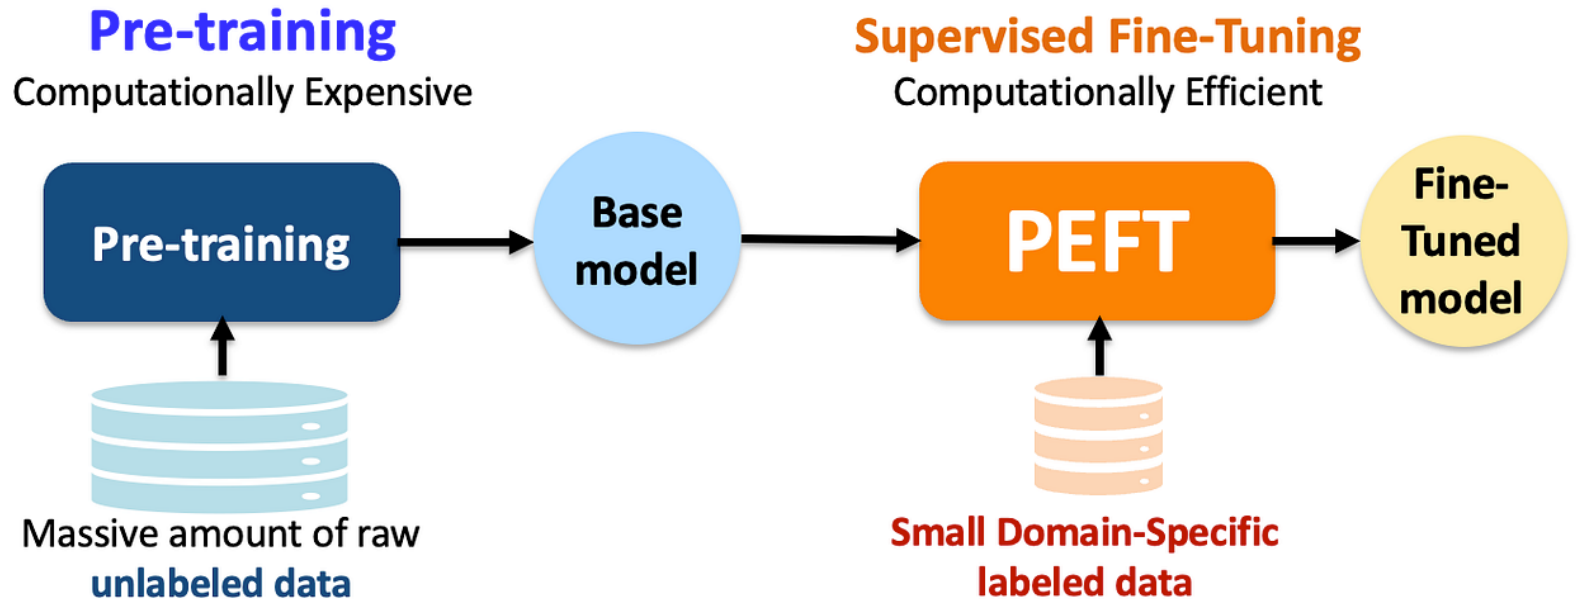 Pre-training
Computationally Expensive
Pre-training
Base
model
Massive amount of raw
unlabeled data
Supervised Fine-Tuning
Computationally Efficient
PEFT
Fine-
Tuned
model
Small Domain-Specific
labeled data